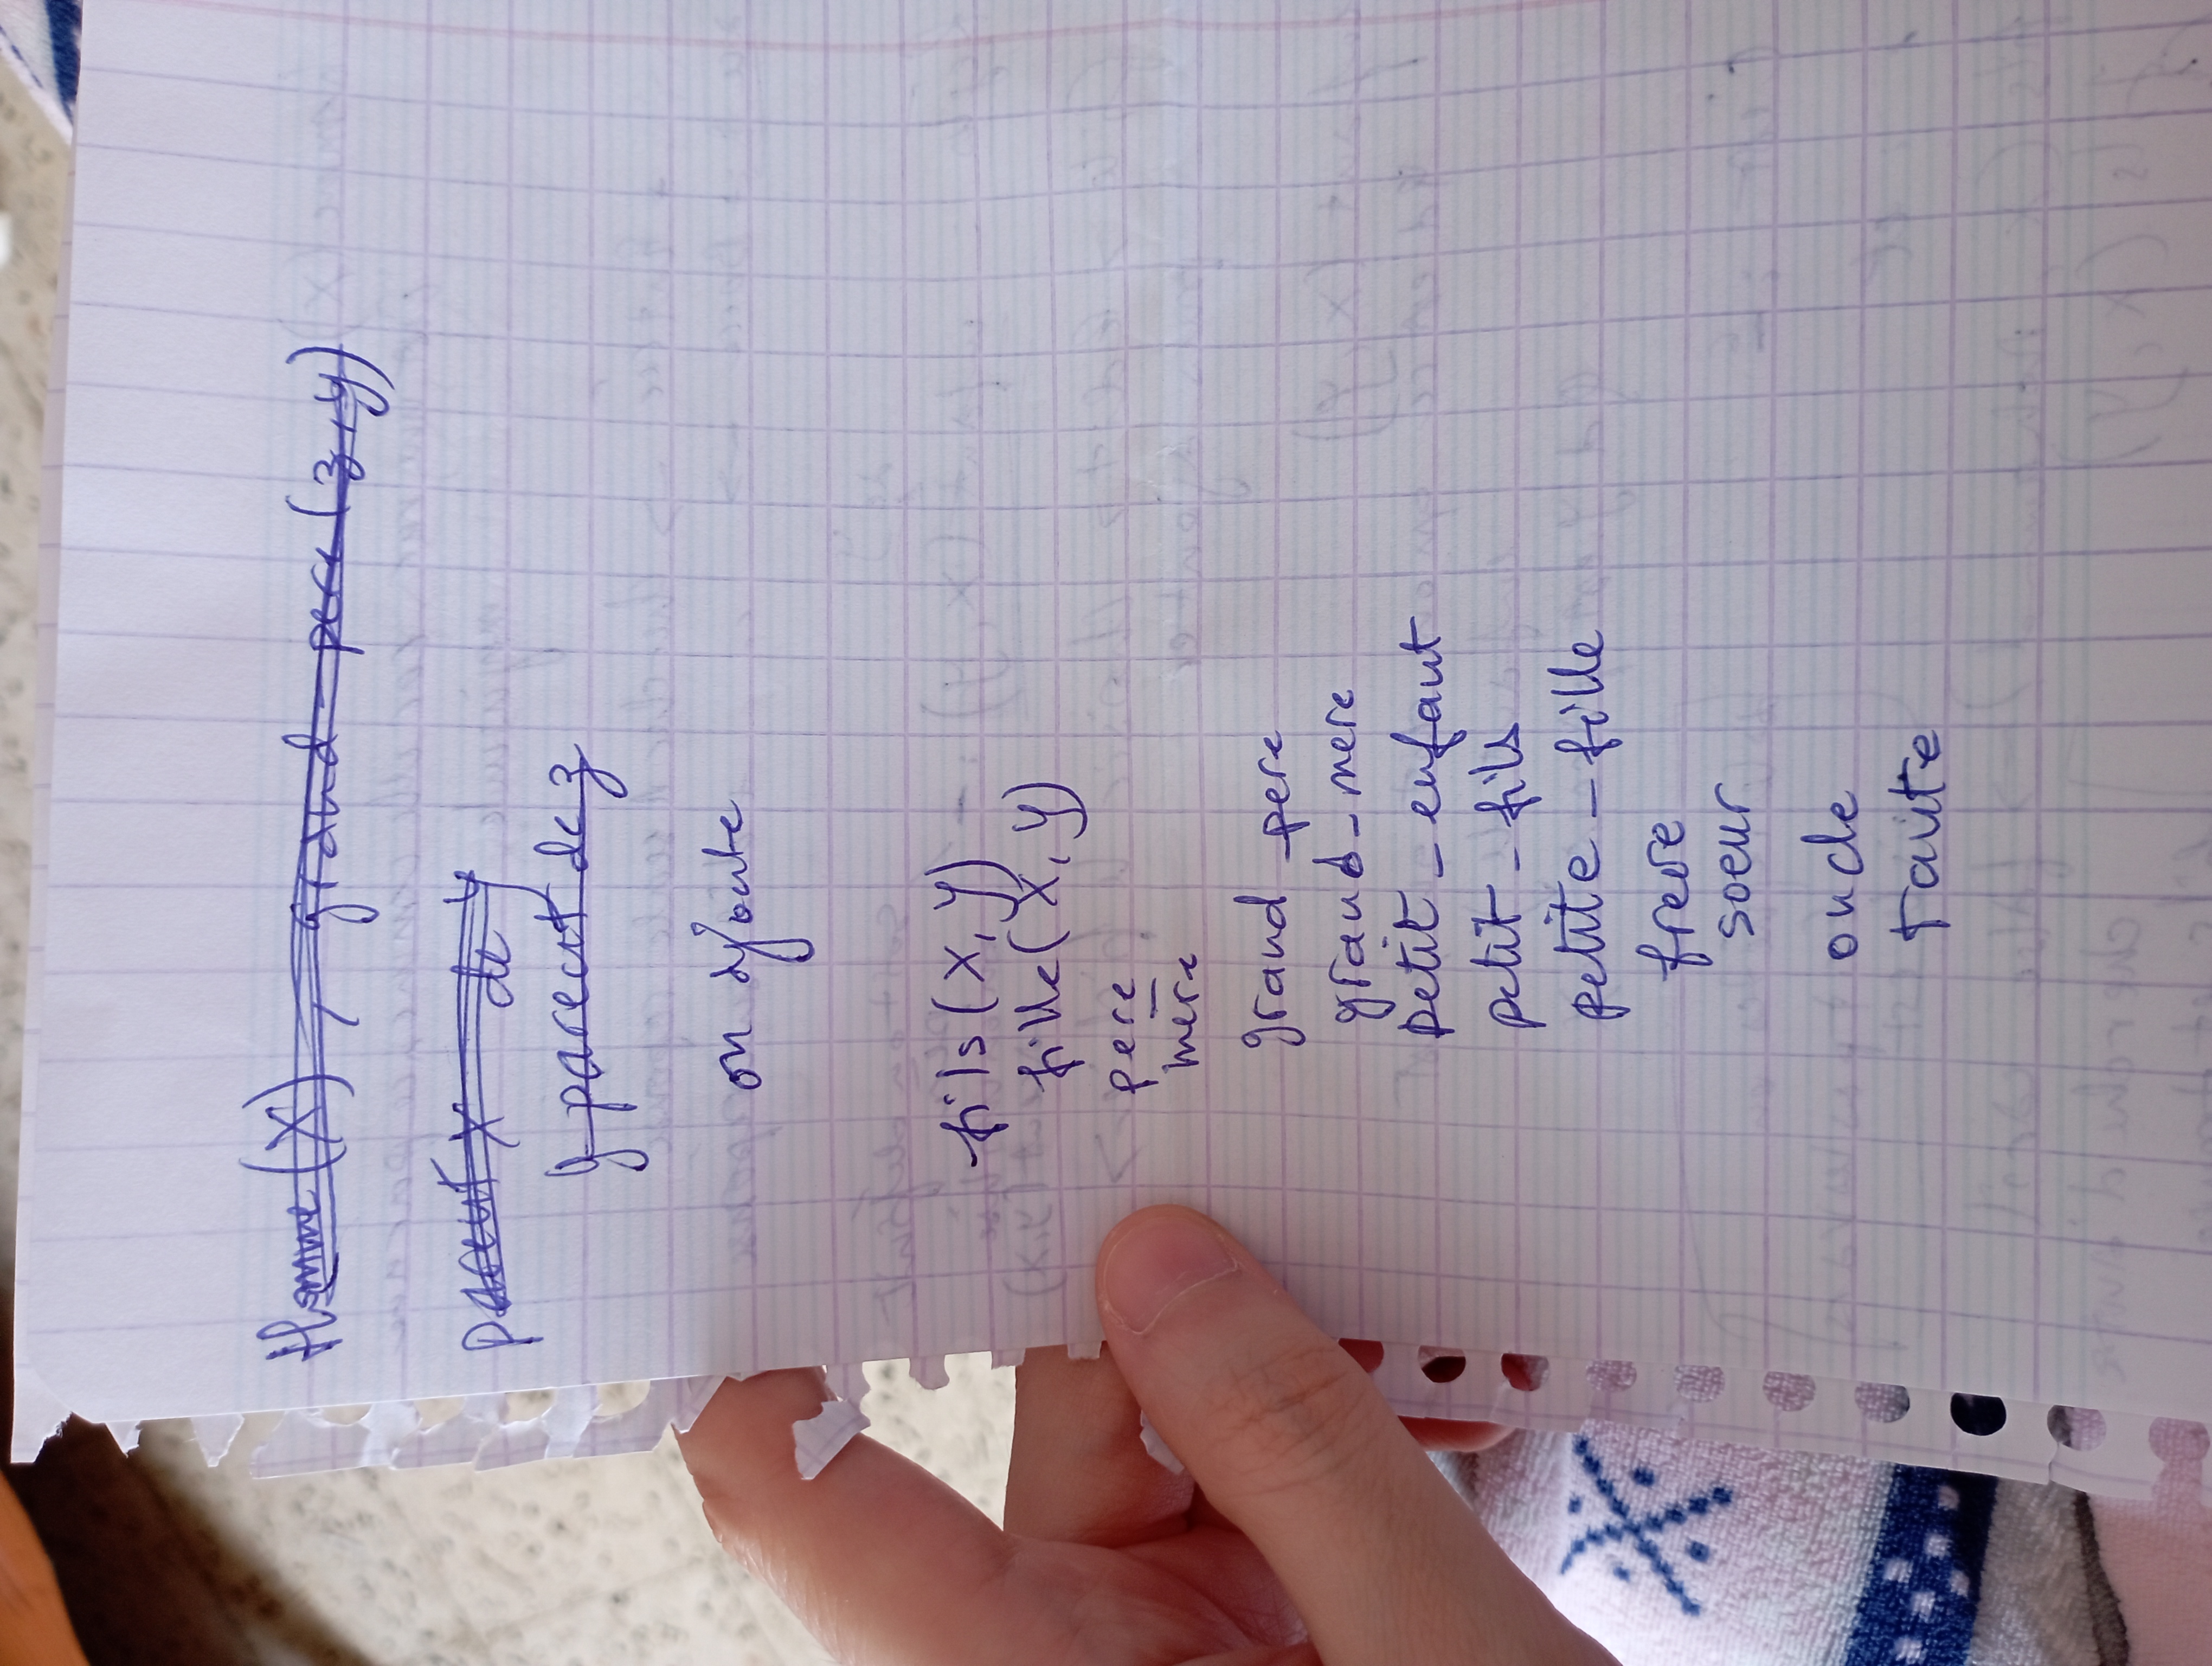 Homme (X), grand-pere (z, y)
parent X de y
y parent de z
on ajoute
fils (X, y)
fille (X, y)
pere
mere
grand_pere
grand_mere
petit_enfant
petit_fils
petite_fille
frere
soeur
oncle
tante